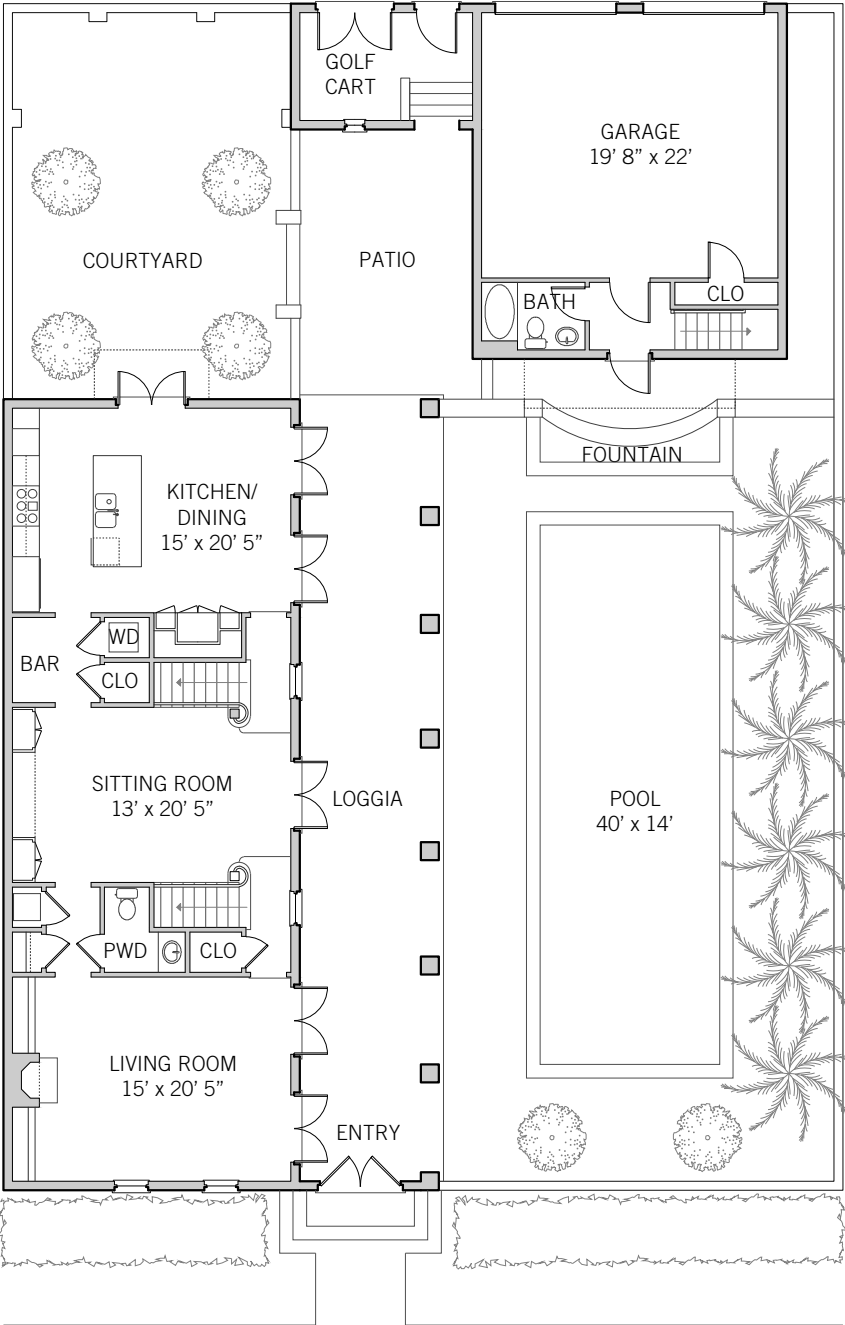 GOLF
CART
GARAGE
19’ 8” x 22’
COURTYARD
PATIO
BATH
CLO
FOUNTAIN
KITCHEN/
DINING
15’ x 20’ 5”
WD
BAR
CLO
SITTING ROOM
13’ x 20’ 5”
LOGGIA
POOL
40’ x 14’
PWD
CLO
LIVING ROOM
15’ x 20’ 5”
ENTRY